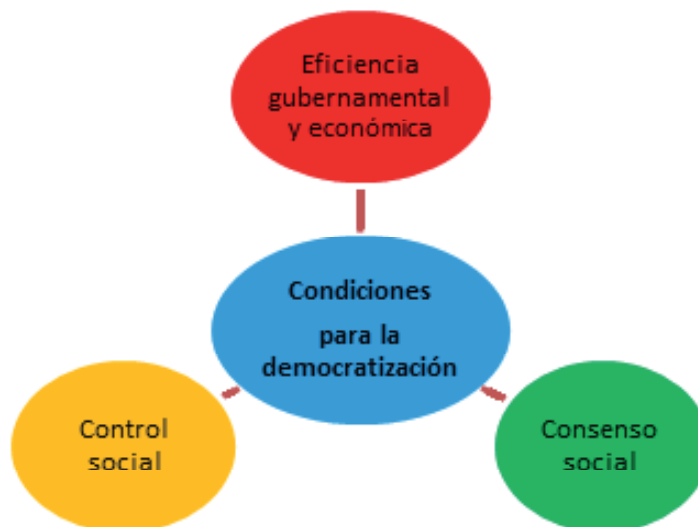 Eficiencia
gubernamental
y económica
Condiciones
para la
democratización
Control
social
Consenso
social